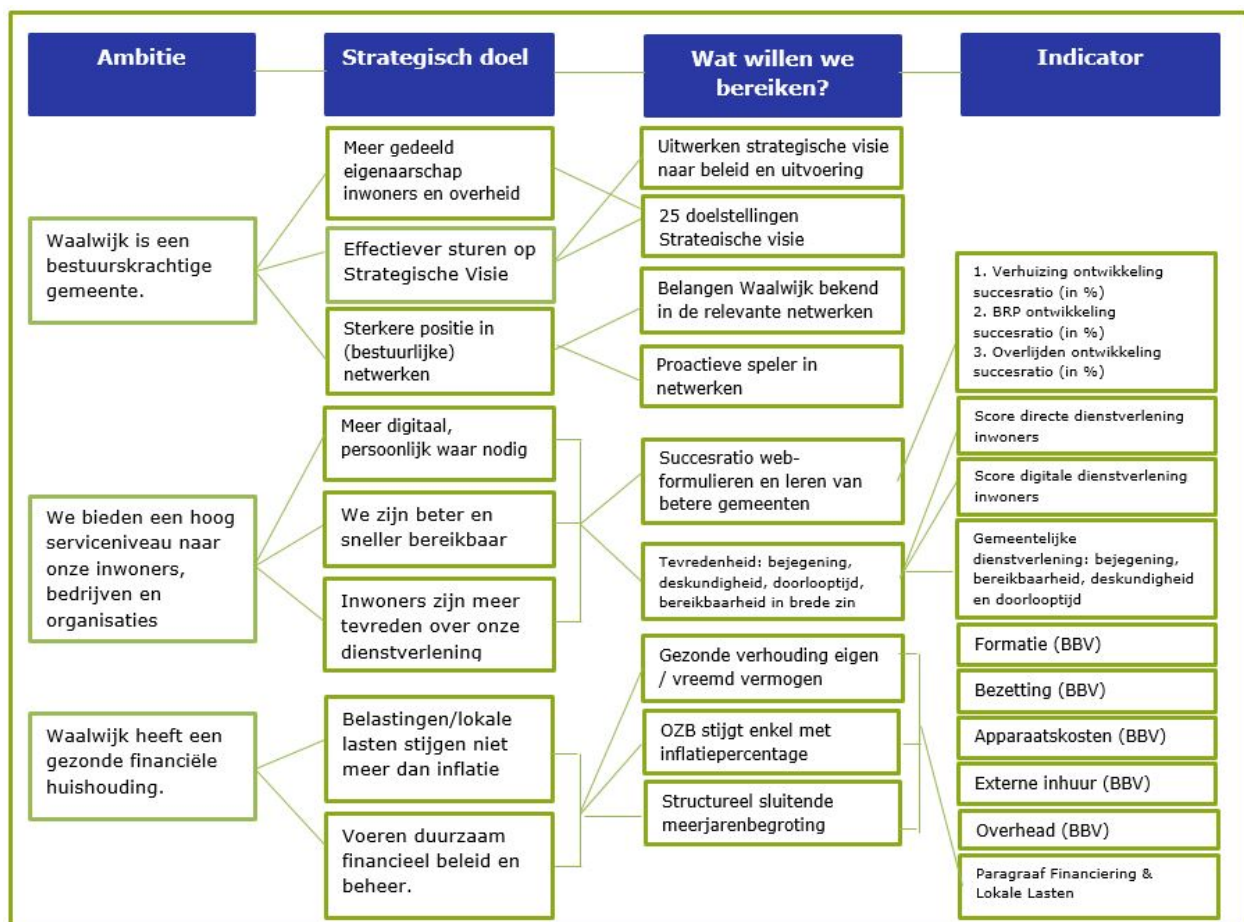 Ambitie
Strategisch doel
Wat willen we
bereiken?
Indicator
Waalwijk is een
bestuurskrachtige
gemeente.
We bieden een hoog
serviceniveau naar
onze inwoners,
bedrijven en
organisaties
Waalwijk heeft een
gezonde financiële
huishouding.
Meer gedeeld
eigenaarschap
inwoners en overheid
Effectiever sturen op
Strategische Visie
Sterkere positie in
(bestuurlijke)
netwerken
Meer digitaal,
persoonlijk waar nodig
We zijn beter en
sneller bereikbaar
Inwoners zijn meer
tevreden over onze
dienstverlening
Belastingen/lokale
lasten stijgen niet
meer dan inflatie
Voeren duurzaam
financieel beleid en
beheer.
Uitwerken strategische visie
naar beleid en uitvoering
25 doelstellingen
Strategische visie
Belangen Waalwijk bekend
in de relevante netwerken
Proactieve speler in
netwerken
Succesratio web-
formulieren en leren van
betere gemeenten
Tevredenheid: bejegening,
deskundigheid, doorlooptijd,
bereikbaarheid in brede zin
Gezonde verhouding eigen
/ vreemd vermogen
OZB stijgt enkel met
inflatiepercentage
Structureel sluitende
meerjarenbegroting
1. Verhuizing ontwikkeling
succesratio (in %)
2. BRP ontwikkeling
succesratio (in %)
3. Overlijden ontwikkeling
succesratio (in %)
Score directe dienstverlening
inwoners
Score digitale dienstverlening
inwoners
Gemeentelijke
dienstverlening: bejegening,
bereikbaarheid, deskundigheid
en doorlooptijd
Formatie (BBV)
Bezetting (BBV)
Apparaatskosten (BBV)
Externe inhuur (BBV)
Overhead (BBV)
Paragraaf Financiering &
Lokale Lasten